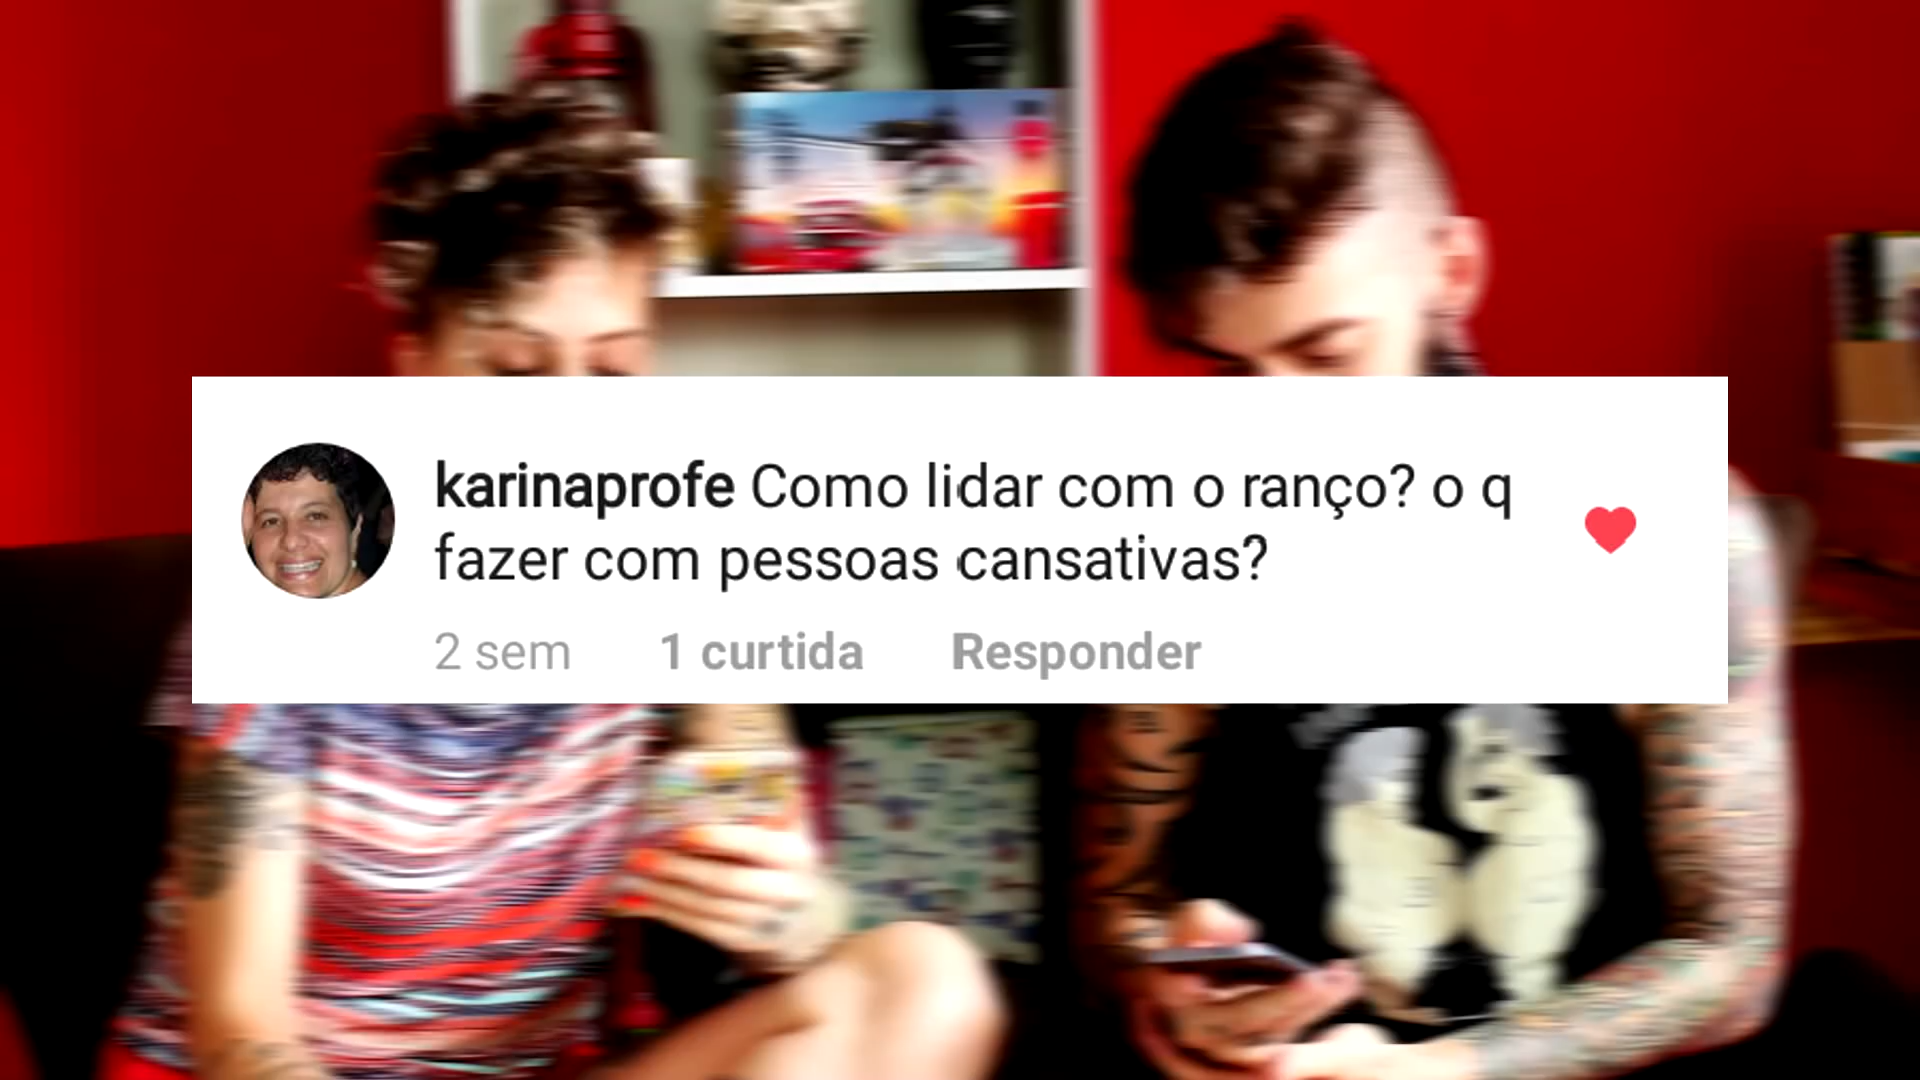 karinaprofe Como lidar com o ranço? o q
fazer com pessoas cansativas?
2 sem 1 curtida Responder